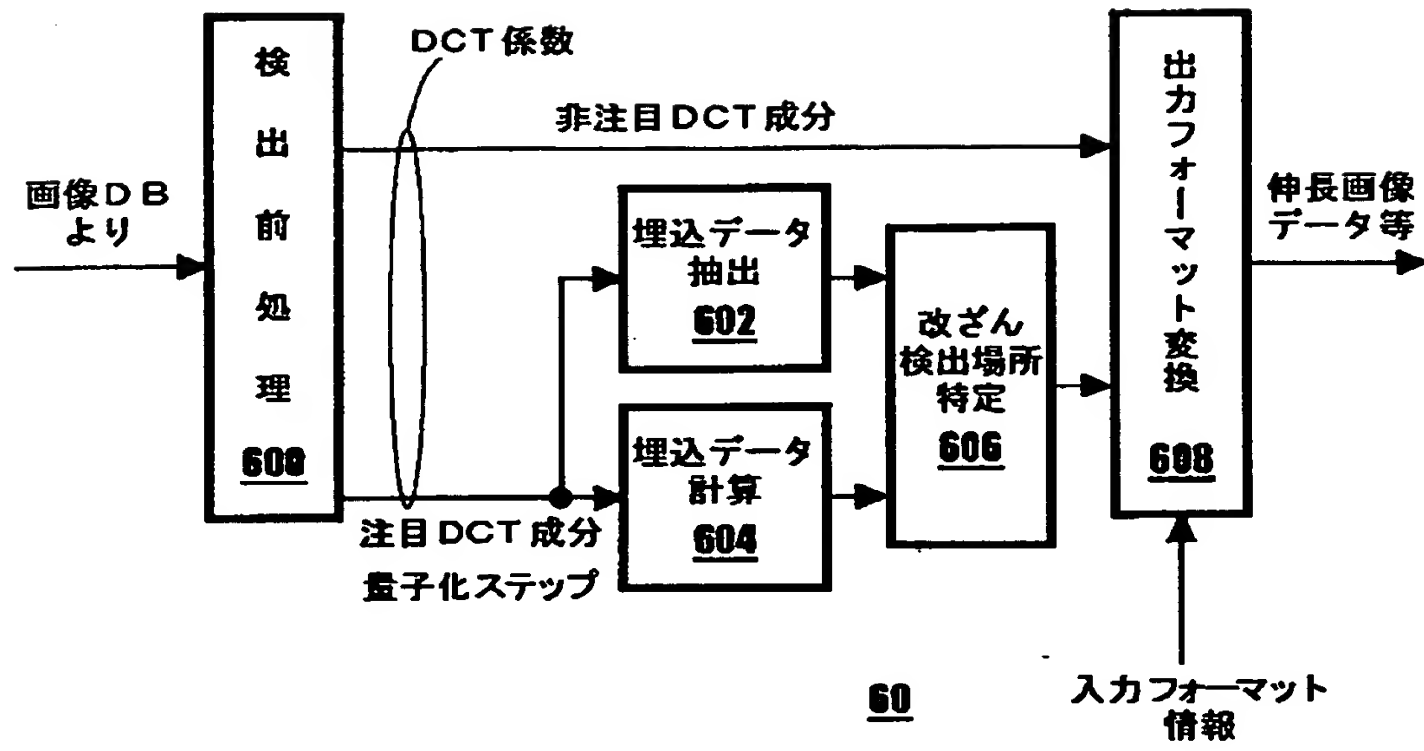 画像DB
より
検出前処理
600
DCT係数
非注目DCT成分
埋込データ
抽出
602
埋込データ
計算
604
注目DCT成分
量子化ステップ
改ざん
検出場所
特定
606
出力フォーマット変換
608
伸長画像
データ等
入力フォーマット
情報
60